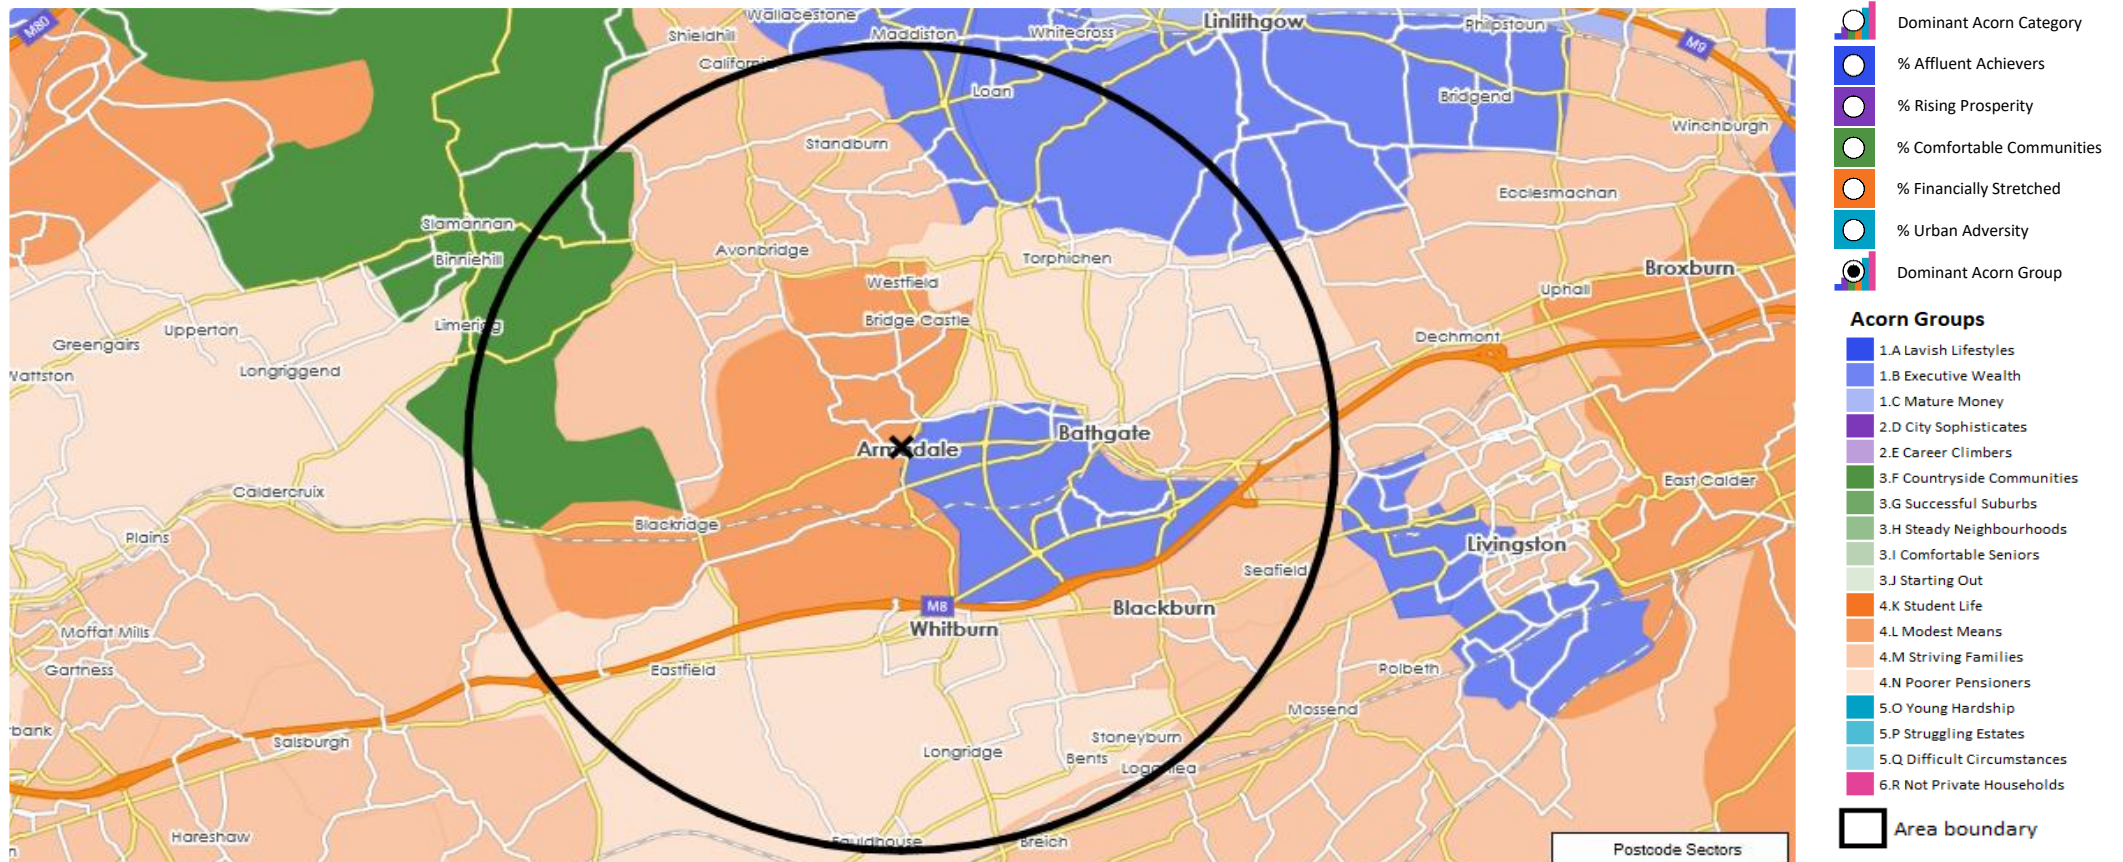 M80
Wallacestone
Linlithgow
Philpstoun
Shieldhill
Maddiston
Whitecross
M9
California
Loan
Bridgend
Winchburgh
Standburn
Ecclesmachan
Slamannan
Avonbridge
Binniehill
Torphichen
Broxburn
Westfield
Uphall
Limerigg
Bridge Castle
Upperton
Dechmont
Greengairs
Longriggend
Wattston
Bathgate
Armadale
East Calder
Caldercruix
Blackridge
Plains
Livingston
Seafield
M8
Blackburn
Whitburn
Moffat Mills
Eastfield
Polbeth
Gartness
Mossend
Salsburgh
Stoneyburn
Longridge
Bents
Loganlea
Hareshaw
Fauldhouse
Breich
Postcode Sectors
Dominant Acorn Category
% Affluent Achievers
% Rising Prosperity
% Comfortable Communities
% Financially Stretched
% Urban Adversity
Dominant Acorn Group
Acorn Groups
1.A Lavish Lifestyles
1.B Executive Wealth
1.C Mature Money
2.D City Sophisticates
2.E Career Climbers
3.F Countryside Communities
3.G Successful Suburbs
3.H Steady Neighbourhoods
3.I Comfortable Seniors
3.J Starting Out
4.K Student Life
4.L Modest Means
4.M Striving Families
4.N Poorer Pensioners
5.O Young Hardship
5.P Struggling Estates
5.Q Difficult Circumstances
6.R Not Private Households
Area boundary